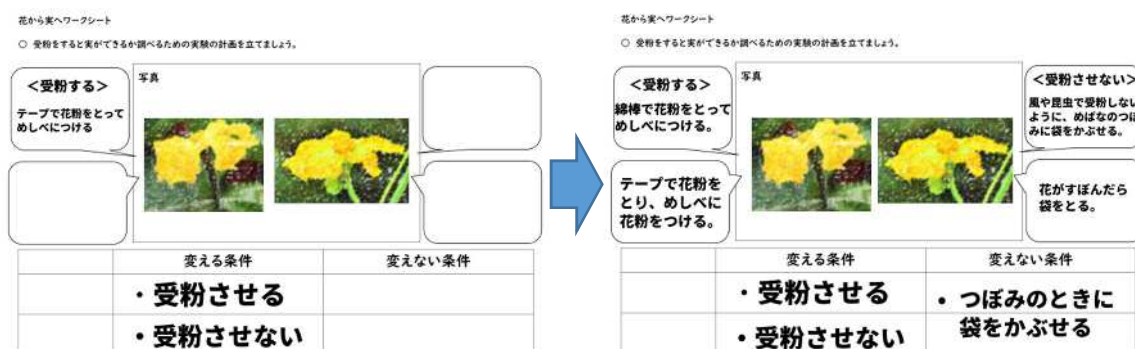 花から実へワークシート
○ 受粉をすると実ができるか調べるための実験の計画を立てましょう。
<受粉する>
テープで花粉をとって
めしべにつける
写真
変える条件
変えない条件
・受粉させる
・受粉させない
花から実へワークシート
○ 受粉をすると実ができるか調べるための実験の計画を立てましょう。
<受粉する>
綿棒で花粉をとって
めしべにつける。
テープで花粉を
とり、めしべに
花粉をつける。
写真
<受粉させない>
風や昆虫で受粉しない
ように、めばなのつぼ
みに袋をかぶせる。
花がすぼんだら
袋をとる。
変える条件
変えない条件
・受粉させる
・受粉させない
・つぼみのときに
袋をかぶせる